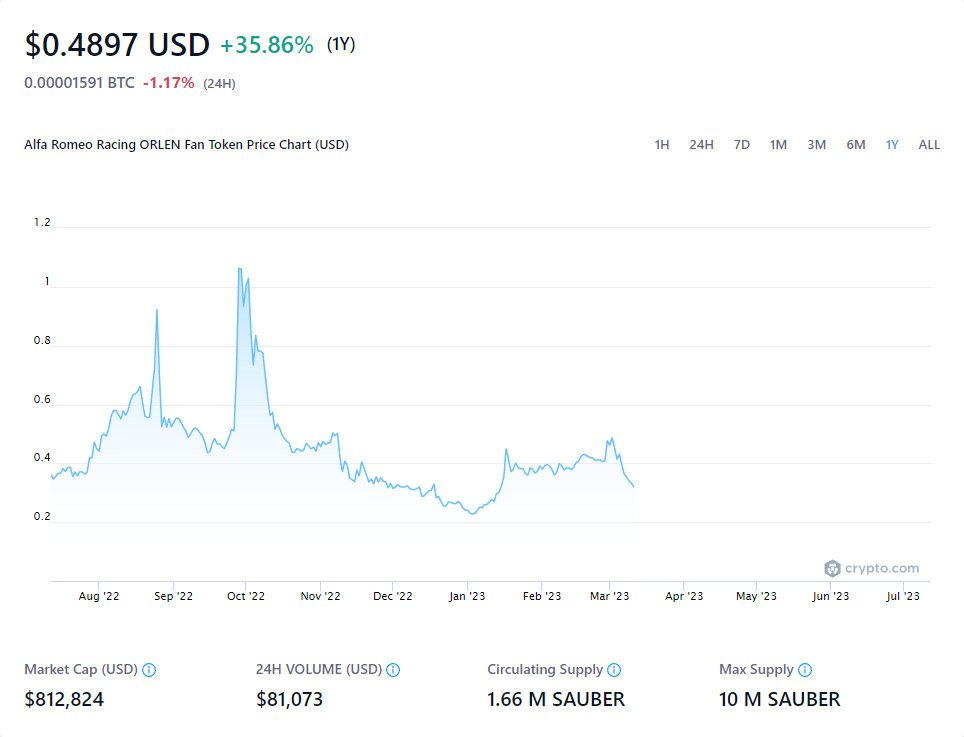 $0.4897 USD +35.86% (1Y)
0.00001591 BTC -1.17% (24H)
Alfa Romeo Racing ORLEN Fan Token Price Chart (USD) 1H 24H 7D 1M 3M 6M 1Y ALL
1.2
1
0.8
0.6
0.4
0.2
crypto.com
Aug '22 Sep '22 Oct '22 Nov '22 Dec '22 Jan '23 Feb '23 Mar '23 Apr '23 May '23 Jun '23 Jul '23
Market Cap (USD) 24H VOLUME (USD) Circulating Supply Max Supply
$812,824 $81,073 1.66 M SAUBER 10 M SAUBER